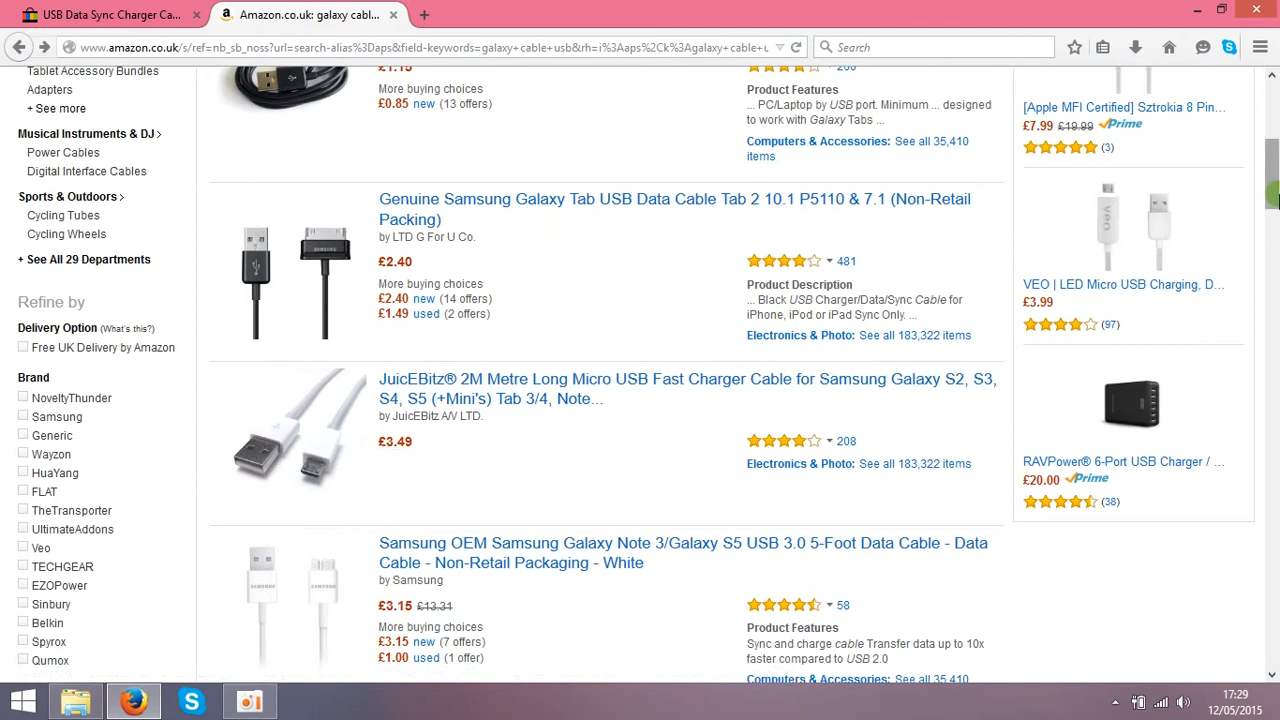 USB Data Sync Charger Ca...
Amazon.co.uk: galaxy cabl...
www.amazon.co.uk/s/ref=nb_sb_noss?url=search-alias%3Daps&field-keywords=galaxy+cable+usb&rh=i%3Aaps%2Ck%3Agalaxy+cable+u
Search
Tablet Accessory Bundles
Adapters
+ See more
Musical Instruments & DJ
Power Cables
Digital Interface Cables
Sports & Outdoors
Cycling Tubes
Cycling Wheels
+ See All 29 Departments
Refine by
Delivery Option (What's this?)
Free UK Delivery by Amazon
Brand
NoveltyThunder
Samsung
Generic
Wayzon
HuaYang
FLAT
TheTransporter
UltimateAddons
Veo
TECHGEAR
EZOPower
Sinbury
Belkin
Spyrox
Qumox
£1.15
More buying choices
£0.85 new (13 offers)
Product Features
... PC/Laptop by USB port. Minimum ... designed
to work with Galaxy Tabs ...
Computers & Accessories: See all 35,410
items
Genuine Samsung Galaxy Tab USB Data Cable Tab 2 10.1 P5110 & 7.1 (Non-Retail
Packing)
by LTD G For U Co.
£2.40
More buying choices
£2.40 new (14 offers)
£1.49 used (2 offers)
481
Product Description
... Black USB Charger/Data/Sync Cable for
iPhone, iPod or iPad Sync Only. ...
Electronics & Photo: See all 183,322 items
SAMSUNG
JuicEBitz® 2M Metre Long Micro USB Fast Charger Cable for Samsung Galaxy S2, S3,
S4, S5 (+Mini's) Tab 3/4, Note...
by JuicEBitz A/V LTD.
£3.49
208
Electronics & Photo: See all 183,322 items
Samsung OEM Samsung Galaxy Note 3/Galaxy S5 USB 3.0 5-Foot Data Cable - Data
Cable - Non-Retail Packaging - White
by Samsung
£3.15 £13.31
More buying choices
£3.15 new (7 offers)
£1.00 used (1 offer)
58
Product Features
Sync and charge cable Transfer data up to 10x
faster compared to USB 2.0
Computers & Accessories: See all 35,410
SAMSUNG
SAMSUNG
[Apple MFI Certified] Sztrokia 8 Pin...
£7.99 £19.99 Prime
(3)
veo
VEO | LED Micro USB Charging, D...
£3.99
(97)
RAVPower® 6-Port USB Charger / ...
£20.00 Prime
(38)
17:29
12/05/2015